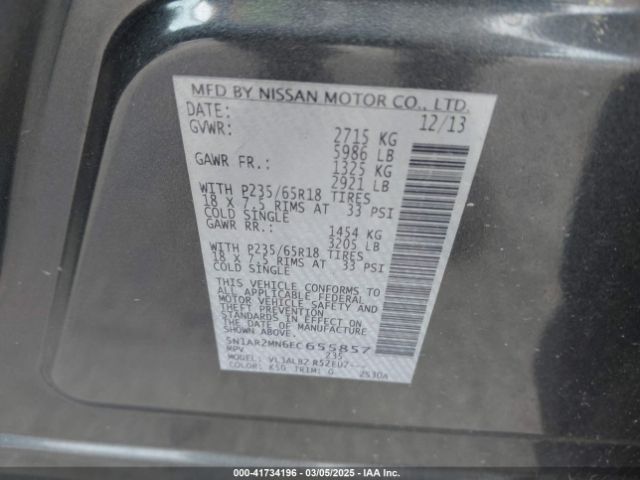 MFD BY NISSAN MOTOR CO., LTD.
DATE: 12/13
GVWR: 2715 KG
5986 LB
GAWR FR.: 1325 KG
2921 LB
WITH P235/65R18 TIRES
18 X 7.5 RIMS AT 33 PSI
COLD SINGLE
GAWR RR.: 1454 KG
3205 LB
WITH P235/65R18 TIRES
18 X 7.5 RIMS AT 33 PSI
COLD SINGLE
THIS VEHICLE CONFORMS TO
ALL APPLICABLE FEDERAL
MOTOR VEHICLE SAFETY AND
THEFT PREVENTION
STANDARDS IN EFFECT ON
THE DATE OF MANUFACTURE
SHOWN ABOVE.
5N1AR2MN6EC655857
MPV 235
MODEL:
COLOR: K50 TRIM: G 2530A
000-41734196 — 03/05/2025 — IAA Inc.